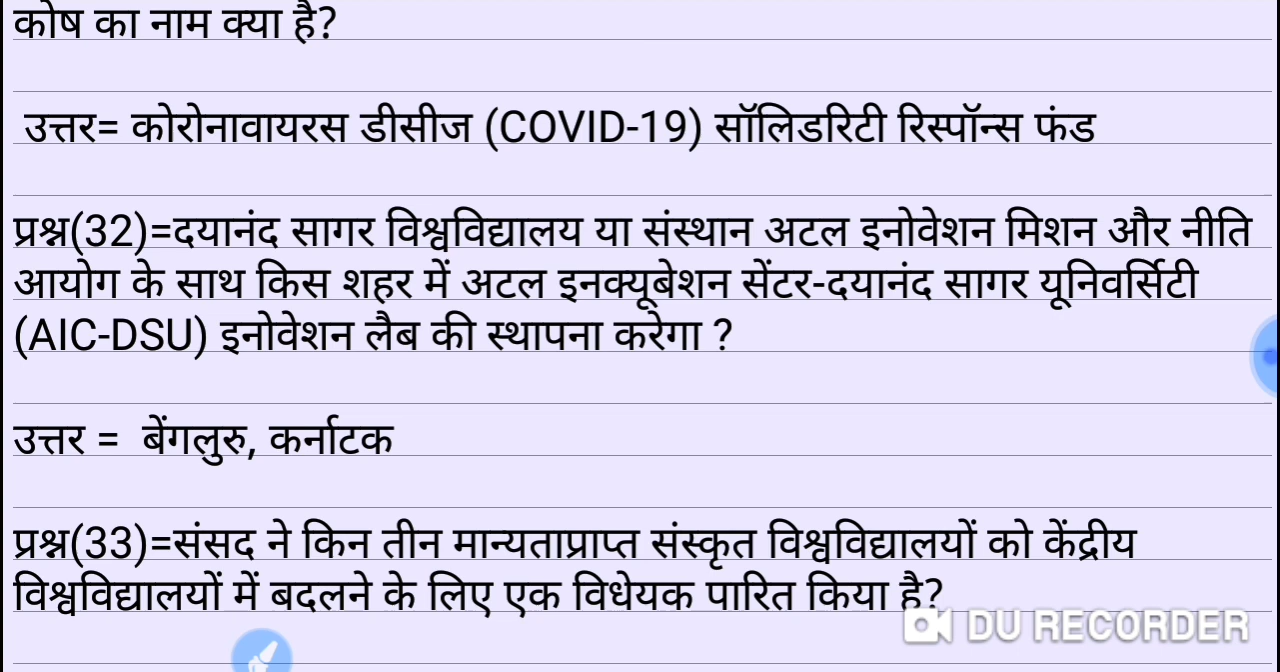 कोष का नाम क्या है?
उत्तर= कोरोनावायरस डीसीज (COVID-19) सॉलिडरिटी रिस्पॉन्स फंड
प्रश्न(32)=दयानंद सागर विश्वविद्यालय या संस्थान अटल इनोवेशन मिशन और नीति
आयोग के साथ किस शहर में अटल इनक्यूबेशन सेंटर-दयानंद सागर यूनिवर्सिटी
(AIC-DSU) इनोवेशन लैब की स्थापना करेगा ?
उत्तर = बेंगलुरु, कर्नाटक
प्रश्न(33)=संसद ने किन तीन मान्यताप्राप्त संस्कृत विश्वविद्यालयों को केंद्रीय
विश्वविद्यालयों में बदलने के लिए एक विधेयक पारित किया है?
DU RECORDER